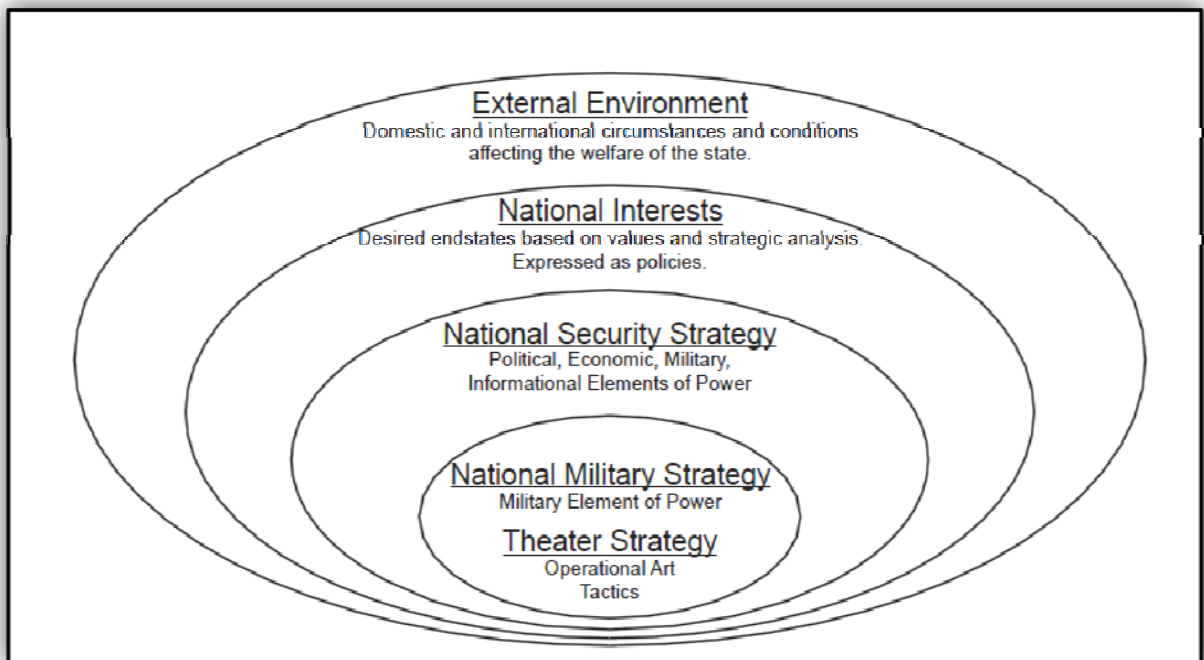 External Environment
Domestic and international circumstances and conditions
affecting the welfare of the state.
National Interests
Desired endstates based on values and strategic analysis.
Expressed as policies.
National Security Strategy
Political, Economic, Military,
Informational Elements of Power
National Military Strategy
Military Element of Power
Theater Strategy
Operational Art
Tactics